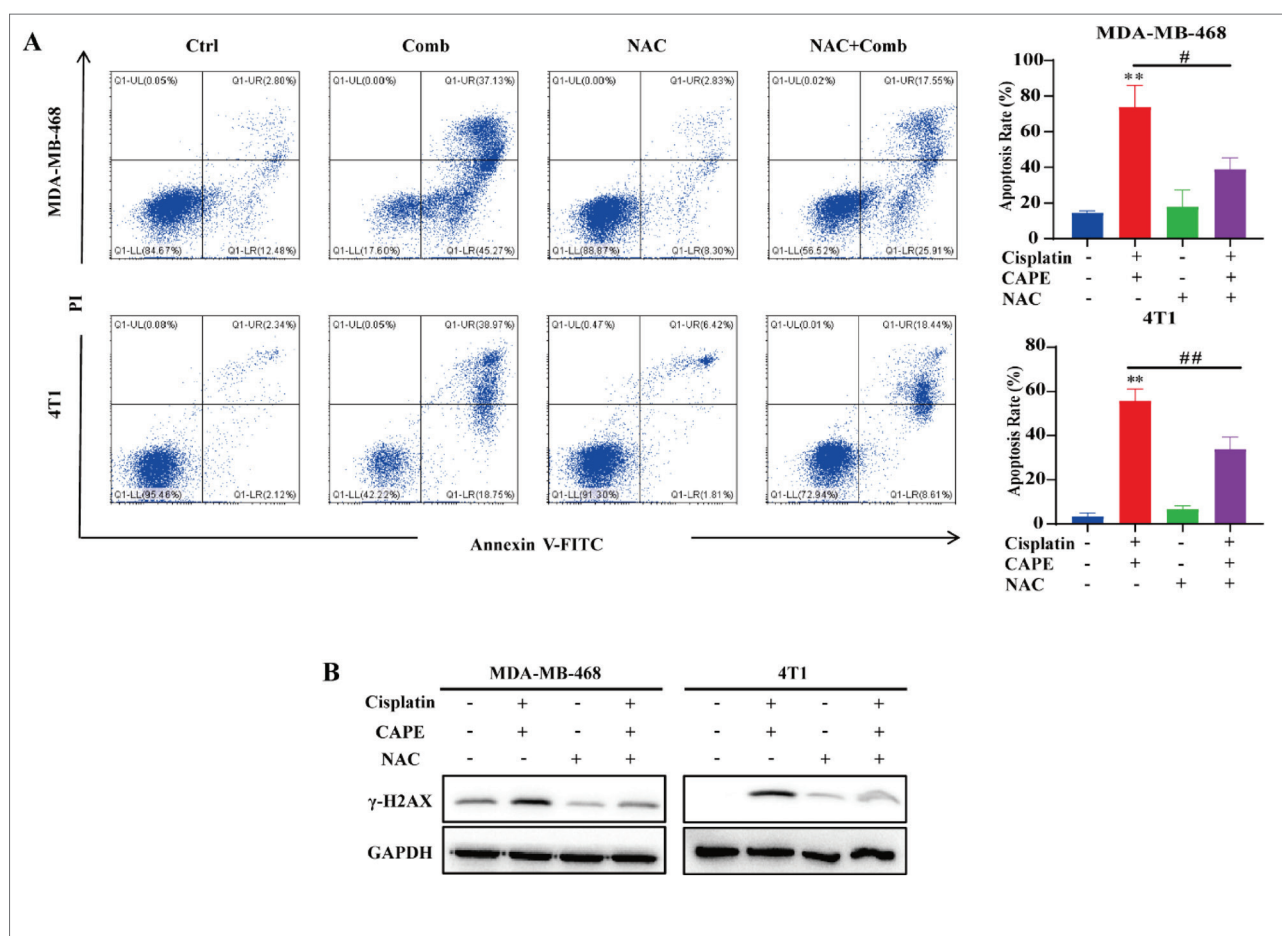 A
Ctrl
Comb
NAC
NAC+Comb
MDA-MB-468
Q1-UL(0.05%) Q1-UR(2.80%)
Q1-LL(84.67%) Q1-LR(12.48%)
Q1-UL(0.00%) Q1-UR(37.13%)
Q1-LL(17.60%) Q1-LR(45.27%)
Q1-UL(0.00%) Q1-UR(2.83%)
Q1-LL(88.87%) Q1-LR(8.30%)
Q1-UL(0.02%) Q1-UR(17.55%)
Q1-LL(56.52%) Q1-LR(25.91%)
PI
4T1
Q1-UL(0.08%) Q1-UR(2.34%)
Q1-LL(95.46%) Q1-LR(2.12%)
Q1-UL(0.05%) Q1-UR(38.97%)
Q1-LL(42.22%) Q1-LR(18.75%)
Q1-UL(0.47%) Q1-UR(6.42%)
Q1-LL(91.30%) Q1-LR(1.81%)
Q1-UL(0.01%) Q1-UR(18.44%)
Q1-LL(72.94%) Q1-LR(8.61%)
Annexin V-FITC
MDA-MB-468
Apoptosis Rate (%)
100
80
60
40
20
0
** #
Cisplatin - + - +
CAPE - + - +
NAC - - + +
4T1
Apoptosis Rate (%)
80
60
40
20
0
** ##
Cisplatin - + - +
CAPE - + - +
NAC - - + +
B
MDA-MB-468 4T1
Cisplatin - + - + - + - +
CAPE - + - + - + - +
NAC - - + + - - + +
γ-H2AX
GAPDH